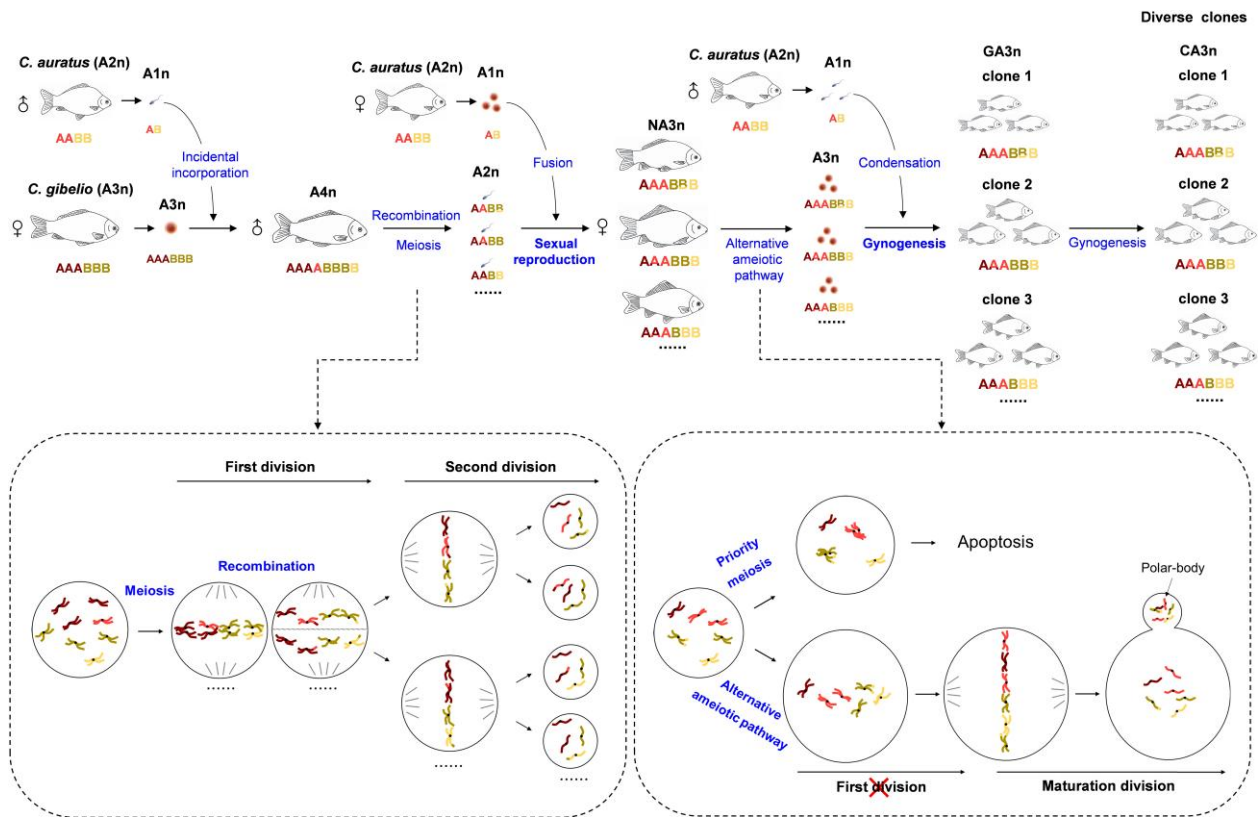 Diverse clones
C. auratus (A2n)
A1n
♂
AABB
AB
Incidental
incorporation
C. gibelio (A3n)
♀
A3n
AAABBB
AAABBB
♂
A4n
AAAABBBB
Recombination
Meiosis
C. auratus (A2n)
A1n
♀
AABB
AB
Fusion
A2n
AABB
AABB
AABB
......
Sexual
reproduction
♀
NA3n
AAABBB
AAABBB
AAABBB
......
C. auratus (A2n)
A1n
♂
AABB
AB
Condensation
Alternative
ameiotic
pathway
A3n
AAABBB
AAABBB
AAABBB
......
Gynogenesis
GA3n
clone 1
AAABBB
clone 2
AAABBB
clone 3
AAABBB
......
Gynogenesis
CA3n
clone 1
AAABBB
clone 2
AAABBB
clone 3
AAABBB
......
First division
Second division
Meiosis
Recombination
......
......
......
......
Priority
meiosis
Apoptosis
Alternative
ameiotic pathway
Polar-body
First division
Maturation division